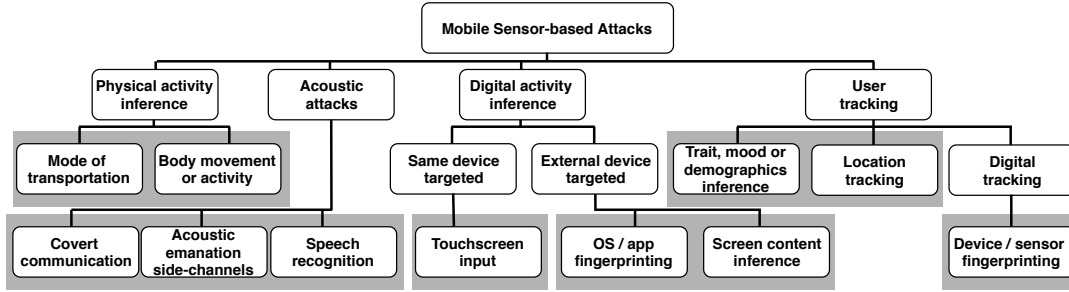 Mobile Sensor-based Attacks
Physical activity
inference
Acoustic
attacks
Digital activity
inference
User
tracking
Mode of
transportation
Body movement
or activity
Same device
targeted
External device
targeted
Trait, mood or
demographics
inference
Location
tracking
Digital
tracking
Covert
communication
Acoustic
emanation
side-channels
Speech
recognition
Touchscreen
input
OS / app
fingerprinting
Screen content
inference
Device / sensor
fingerprinting